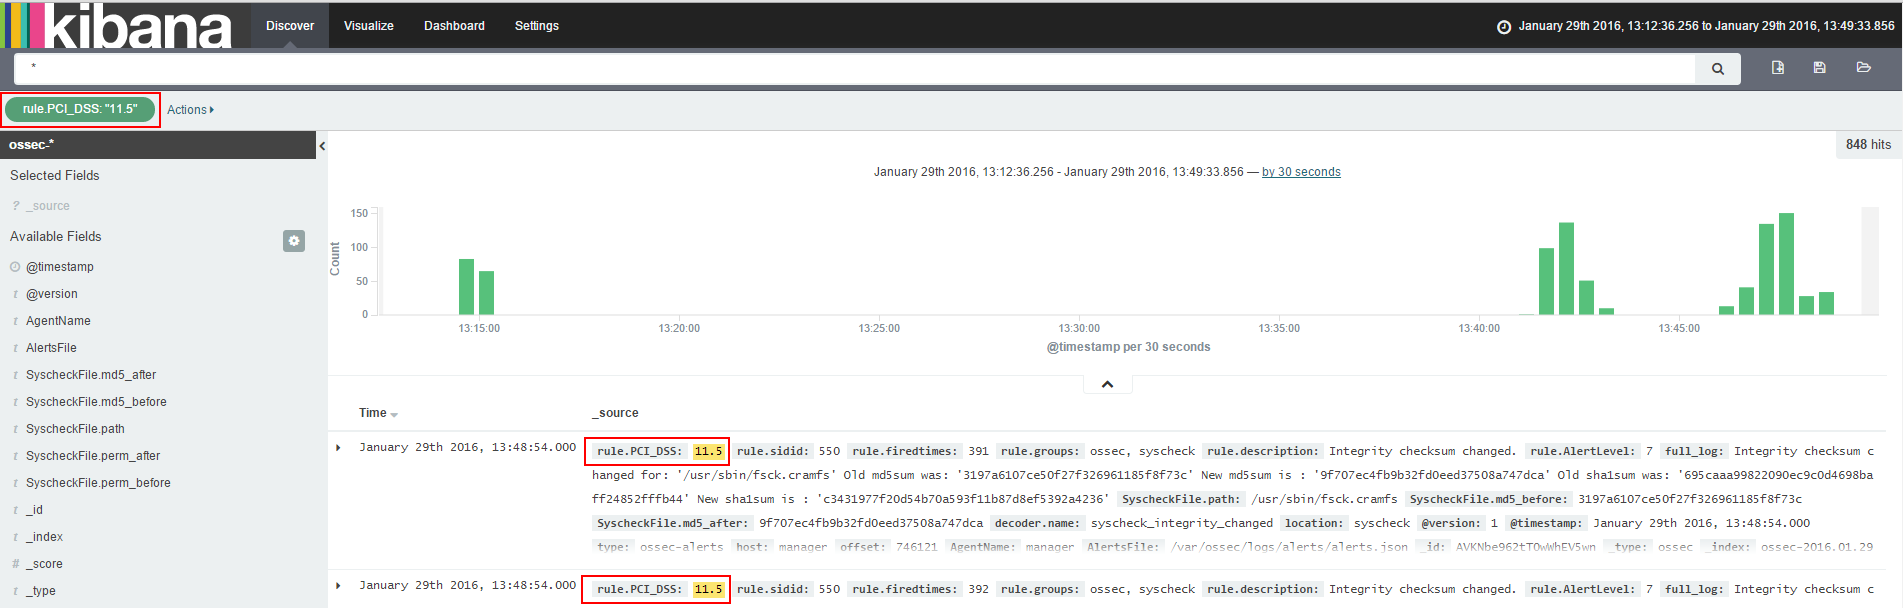 kibana Discover Visualize Dashboard Settings January 29th 2016, 13:12:36.256 to January 29th 2016, 13:49:33.856
*
rule.PCI_DSS: "11.5" Actions
ossec-*
848 hits
Selected Fields
? _source
Available Fields
@timestamp
t @version
t AgentName
t AlertsFile
t SyscheckFile.md5_after
t SyscheckFile.md5_before
t SyscheckFile.path
t SyscheckFile.perm_after
t SyscheckFile.perm_before
t _id
t _index
# _score
t _type
January 29th 2016, 13:12:36.256 - January 29th 2016, 13:49:33.856 — by 30 seconds
Count
150
100
50
0
13:15:00 13:20:00 13:25:00 13:30:00 13:35:00 13:40:00 13:45:00
@timestamp per 30 seconds
Time _source
January 29th 2016, 13:48:54.000 rule.PCI_DSS: 11.5 rule.sidid: 550 rule.firedtimes: 391 rule.groups: ossec, syscheck rule.description: Integrity checksum changed. rule.AlertLevel: 7 full_log: Integrity checksum c
hanged for: '/usr/sbin/fsck.cramfs' Old md5sum was: '3197a6107ce50f27f326961185f8f73c' New md5sum is : '9f707ec4fb9b32fd0eed37508a747dca' Old sha1sum was: '695caaa99822090ec9c0d4698ba
ff24852fffb44' New sha1sum is : 'c3431977f20d54b70a593f11b87d8ef5392a4236' SyscheckFile.path: /usr/sbin/fsck.cramfs SyscheckFile.md5_before: 3197a6107ce50f27f326961185f8f73c
SyscheckFile.md5_after: 9f707ec4fb9b32fd0eed37508a747dca decoder.name: syscheck_integrity_changed location: syscheck @version: 1 @timestamp: January 29th 2016, 13:48:54.000
type: ossec-alerts host: manager offset: 746121 AgentName: manager AlertsFile: /var/ossec/logs/alerts/alerts.json _id: AVKNbe962tTOwWhEV5wn _type: ossec _index: ossec-2016.01.29
January 29th 2016, 13:48:54.000 rule.PCI_DSS: 11.5 rule.sidid: 550 rule.firedtimes: 392 rule.groups: ossec, syscheck rule.description: Integrity checksum changed. rule.AlertLevel: 7 full_log: Integrity checksum c